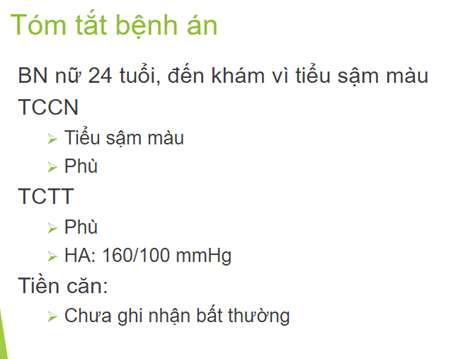 Tóm tắt bệnh án
BN nữ 24 tuổi, đến khám vì tiểu sậm màu
TCCN
Tiểu sậm màu
Phù
TCTT
Phù
HA: 160/100 mmHg
Tiền căn:
Chưa ghi nhận bất thường